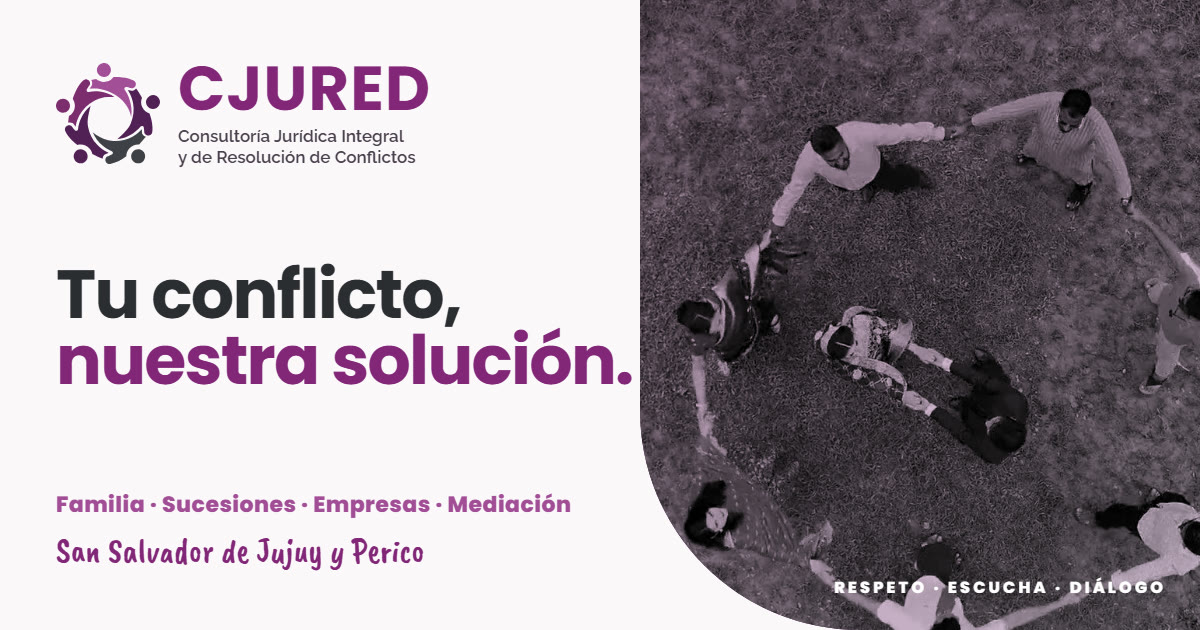 CJURED
Consultoría Jurídica Integral
y de Resolución de Conflictos
Tu conflicto,
nuestra solución.
Familia · Sucesiones · Empresas · Mediación
San Salvador de Jujuy y Perico
RESPETO · ESCUCHA · DIÁLOGO